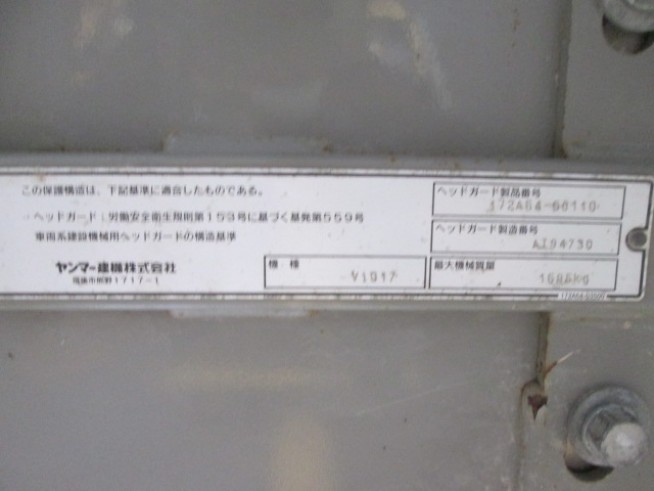 この保護構造は、下記基準に適合したものである。
ヘッドガード：労働安全衛生規則第153号に基づく基発第559号
車両系建設機械用ヘッドガードの構造基準
ヤンマー建機株式会社
1717-1
ヘッドガード製品番号
ヘッドガード製造番号
AI94730
機 種
ViO17
最大機械質量